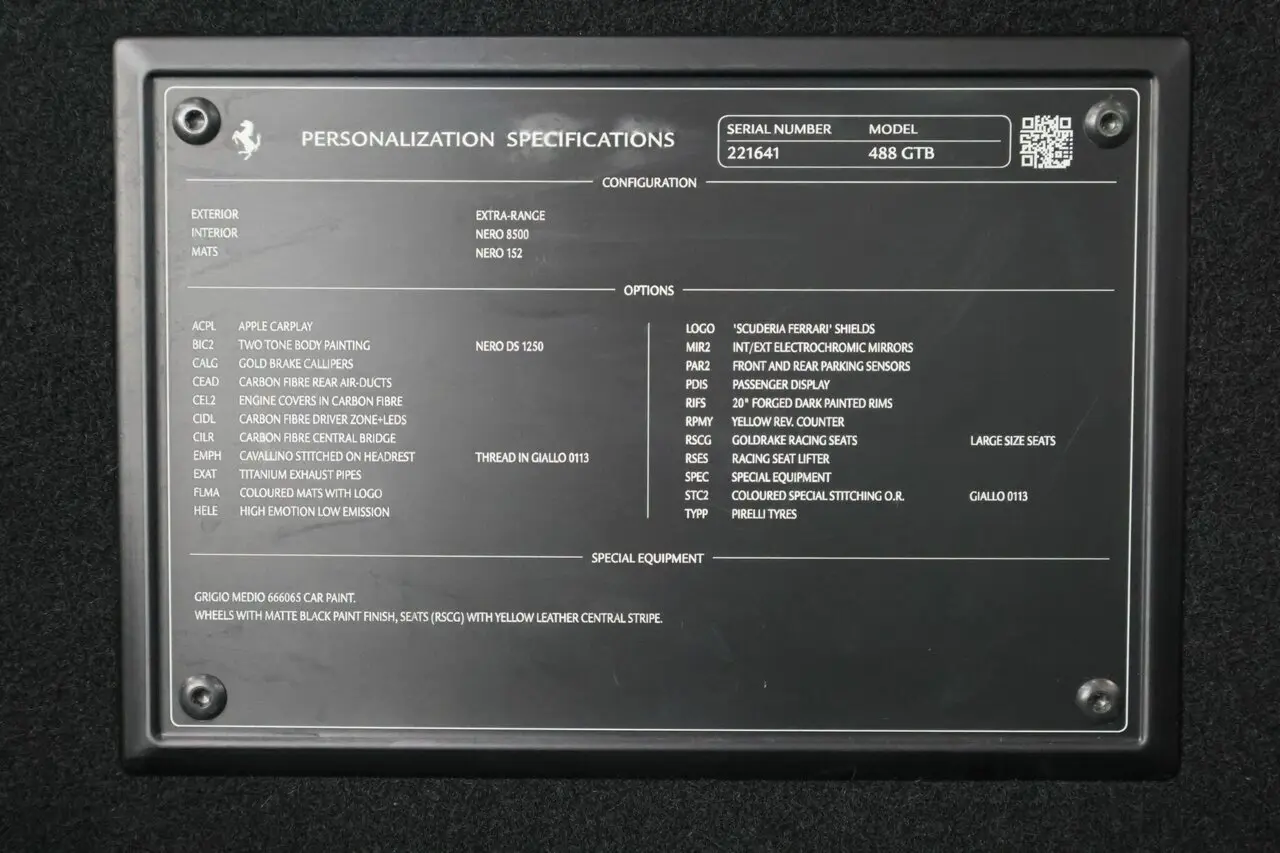 PERSONALIZATION SPECIFICATIONS
SERIAL NUMBER MODEL
221641 488 GTB
CONFIGURATION
EXTERIOR EXTRA-RANGE
INTERIOR NERO 8500
MATS NERO 152
OPTIONS
ACPL APPLE CARPLAY
BIC2 TWO TONE BODY PAINTING NERO DS 1250
CALG GOLD BRAKE CALLIPERS
CEAD CARBON FIBRE REAR AIR-DUCTS
CEL2 ENGINE COVERS IN CARBON FIBRE
CIDL CARBON FIBRE DRIVER ZONE+LEDS
CILR CARBON FIBRE CENTRAL BRIDGE
EMPH CAVALLINO STITCHED ON HEADREST THREAD IN GIALLO 0113
EXAT TITANIUM EXHAUST PIPES
FLMA COLOURED MATS WITH LOGO
HELE HIGH EMOTION LOW EMISSION
LOGO 'SCUDERIA FERRARI' SHIELDS
MIR2 INT/EXT ELECTROCHROMIC MIRRORS
PAR2 FRONT AND REAR PARKING SENSORS
PDIS PASSENGER DISPLAY
RIFS 20" FORGED DARK PAINTED RIMS
RPMY YELLOW REV. COUNTER
RSCG GOLDRAKE RACING SEATS LARGE SIZE SEATS
RSES RACING SEAT LIFTER
SPEC SPECIAL EQUIPMENT
STC2 COLOURED SPECIAL STITCHING O.R. GIALLO 0113
TYPP PIRELLI TYRES
SPECIAL EQUIPMENT
GRIGIO MEDIO 666065 CAR PAINT.
WHEELS WITH MATTE BLACK PAINT FINISH, SEATS (RSCG) WITH YELLOW LEATHER CENTRAL STRIPE.